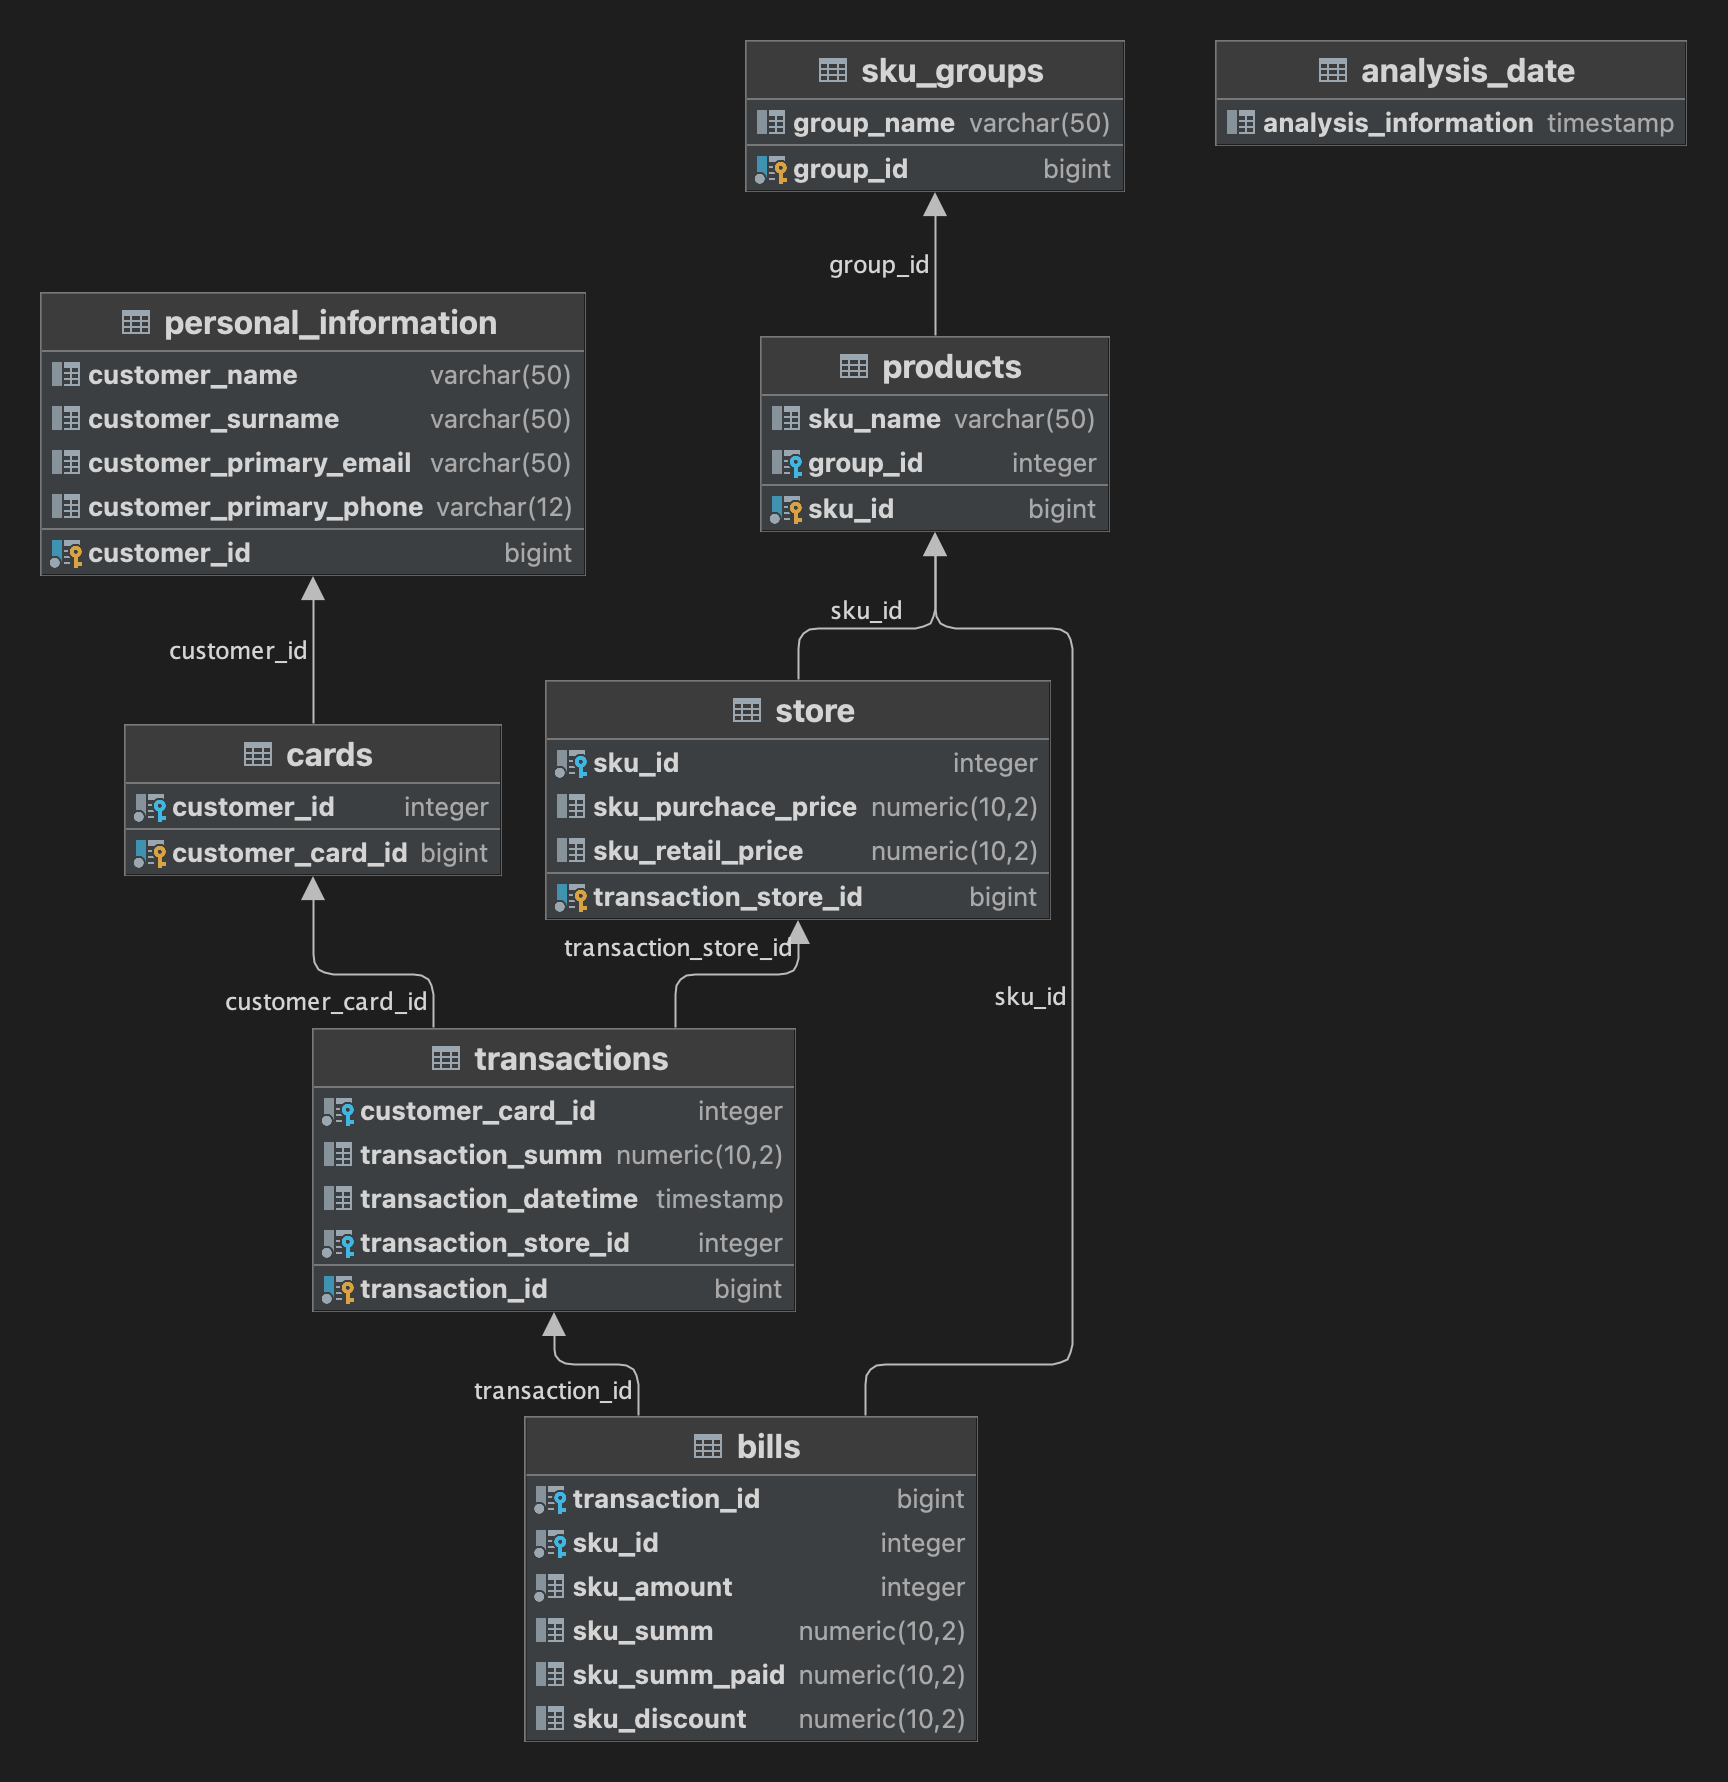 sku_groups
group_name varchar(50)
group_id bigint
analysis_date
analysis_information timestamp
group_id
personal_information
customer_name varchar(50)
customer_surname varchar(50)
customer_primary_email varchar(50)
customer_primary_phone varchar(12)
customer_id bigint
products
sku_name varchar(50)
group_id integer
sku_id bigint
customer_id
sku_id
cards
customer_id integer
customer_card_id bigint
store
sku_id integer
sku_purchace_price numeric(10,2)
sku_retail_price numeric(10,2)
transaction_store_id bigint
transaction_store_id
customer_card_id
sku_id
transactions
customer_card_id integer
transaction_summ numeric(10,2)
transaction_datetime timestamp
transaction_store_id integer
transaction_id bigint
transaction_id
bills
transaction_id bigint
sku_id integer
sku_amount integer
sku_summ numeric(10,2)
sku_summ_paid numeric(10,2)
sku_discount numeric(10,2)